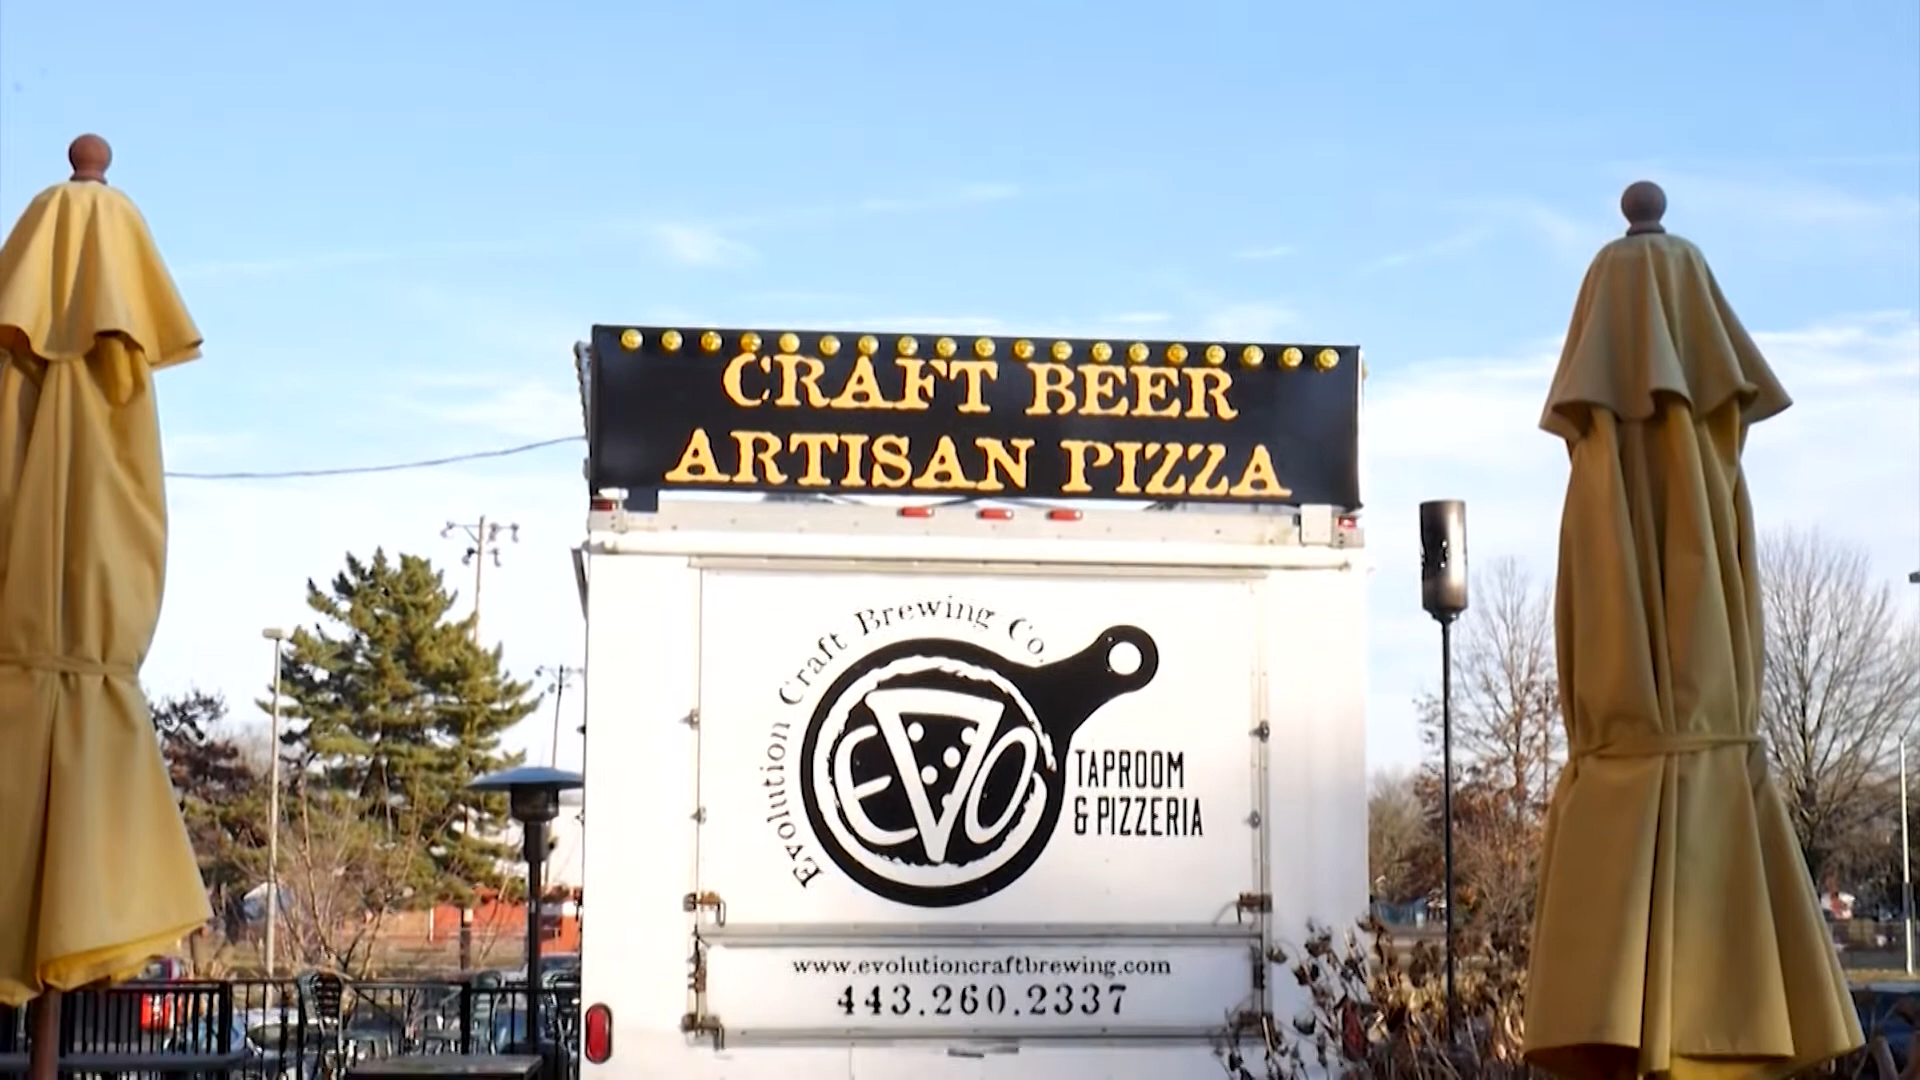 CRAFT BEER
ARTISAN PIZZA
Evolution Craft Brewing Co.
EVO
TAPROOM
& PIZZERIA
www.evolutioncraftbrewing.com
443.260.2337